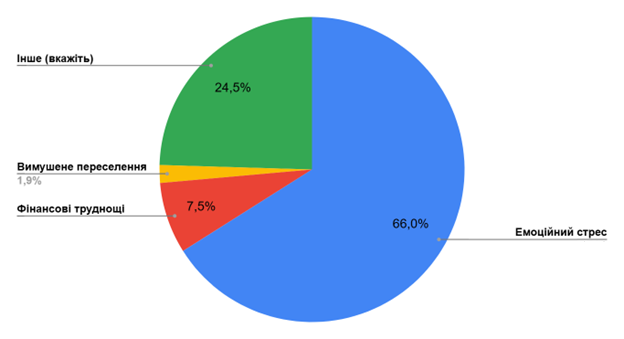 Інше (вкажіть)
24,5%
Вимушене переселення
1,9%
Фінансові труднощі
7,5%
66,0%
Емоційний стрес